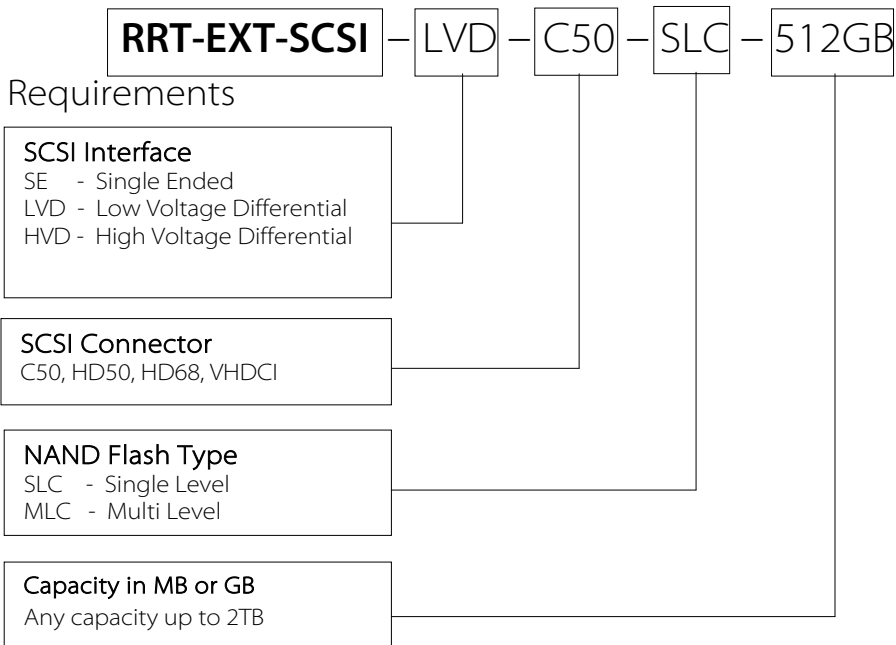 RRT-EXT-SCSI – LVD – C50 – SLC – 512GB
Requirements
SCSI Interface
SE - Single Ended
LVD - Low Voltage Differential
HVD - High Voltage Differential
SCSI Connector
C50, HD50, HD68, VHDCI
NAND Flash Type
SLC - Single Level
MLC - Multi Level
Capacity in MB or GB
Any capacity up to 2TB